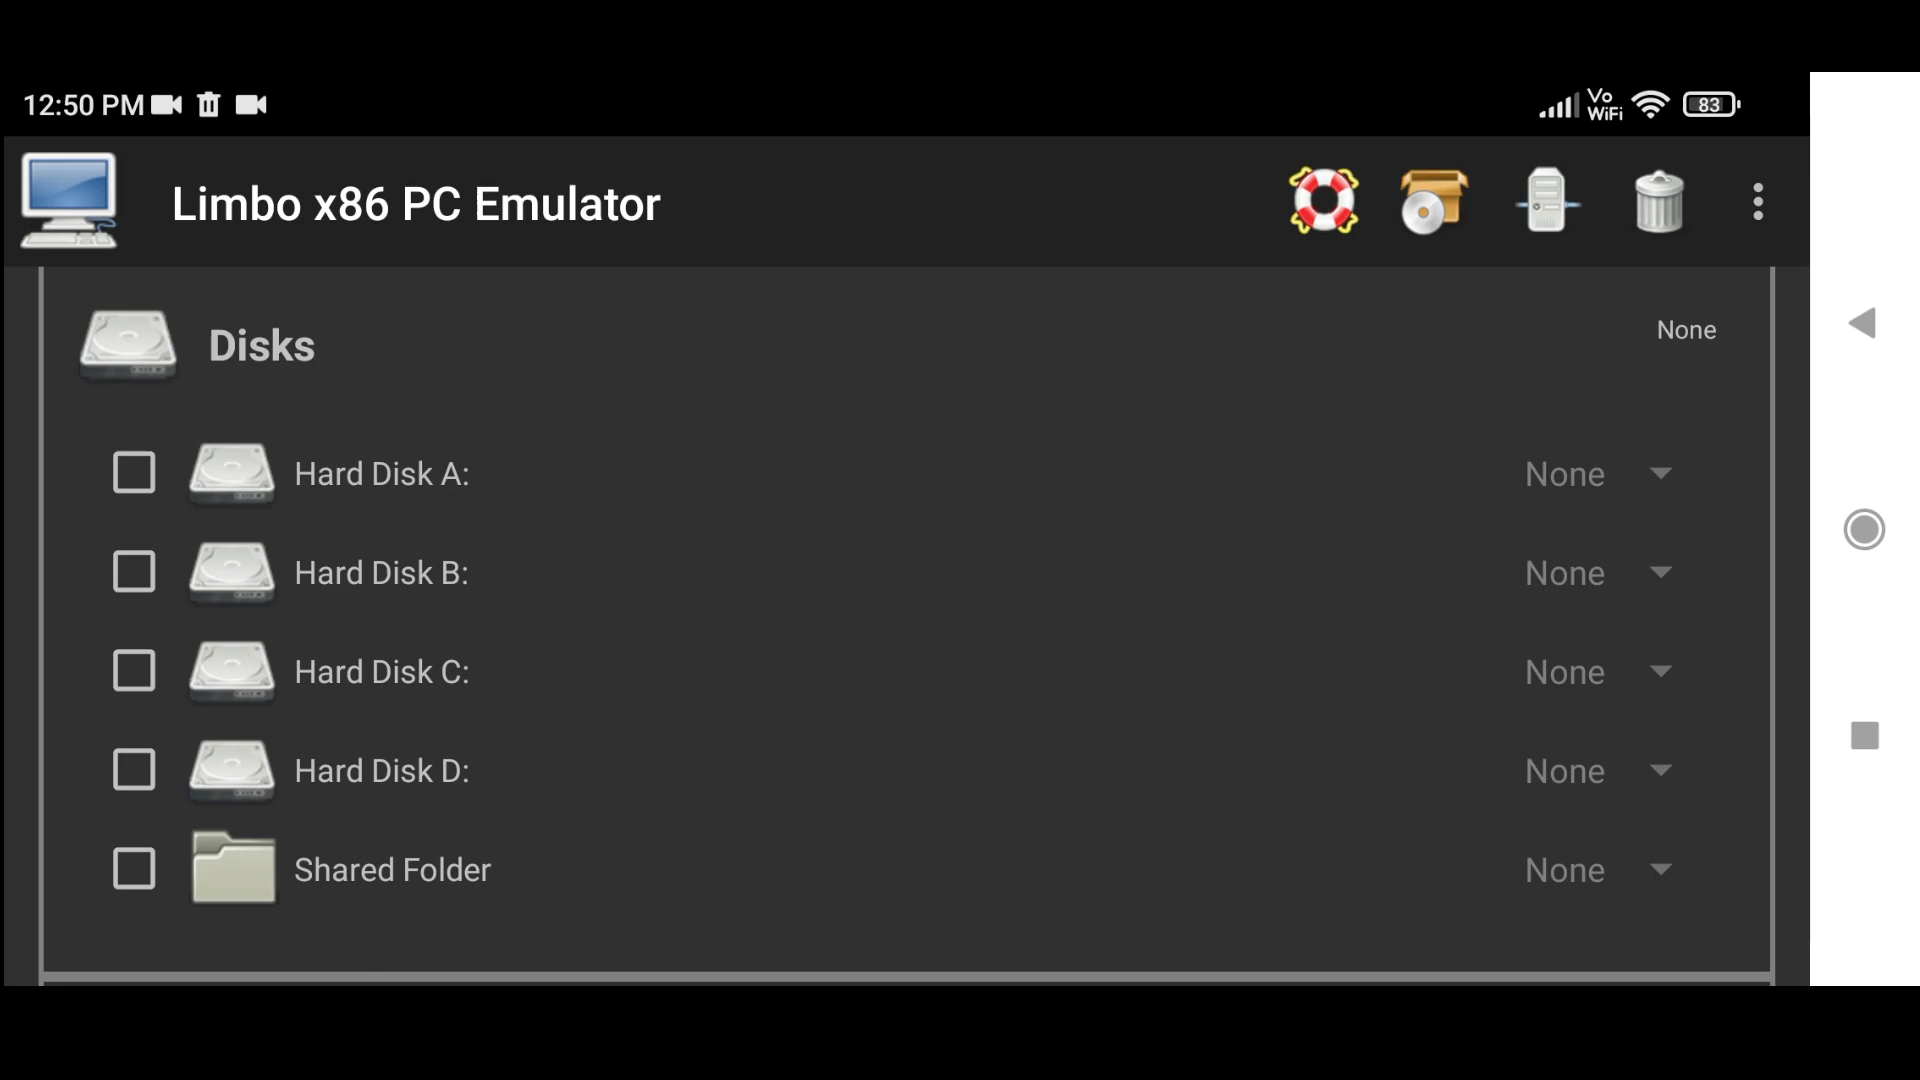 12:50 PM
Vo
WiFi
83
Limbo x86 PC Emulator
Disks
None
Hard Disk A:
None
Hard Disk B:
None
Hard Disk C:
None
Hard Disk D:
None
Shared Folder
None